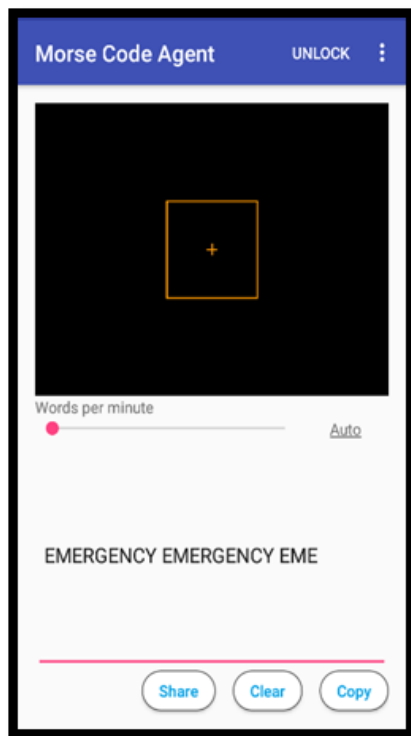 Morse Code Agent UNLOCK
Words per minute
Auto
EMERGENCY EMERGENCY EME
Share Clear Copy